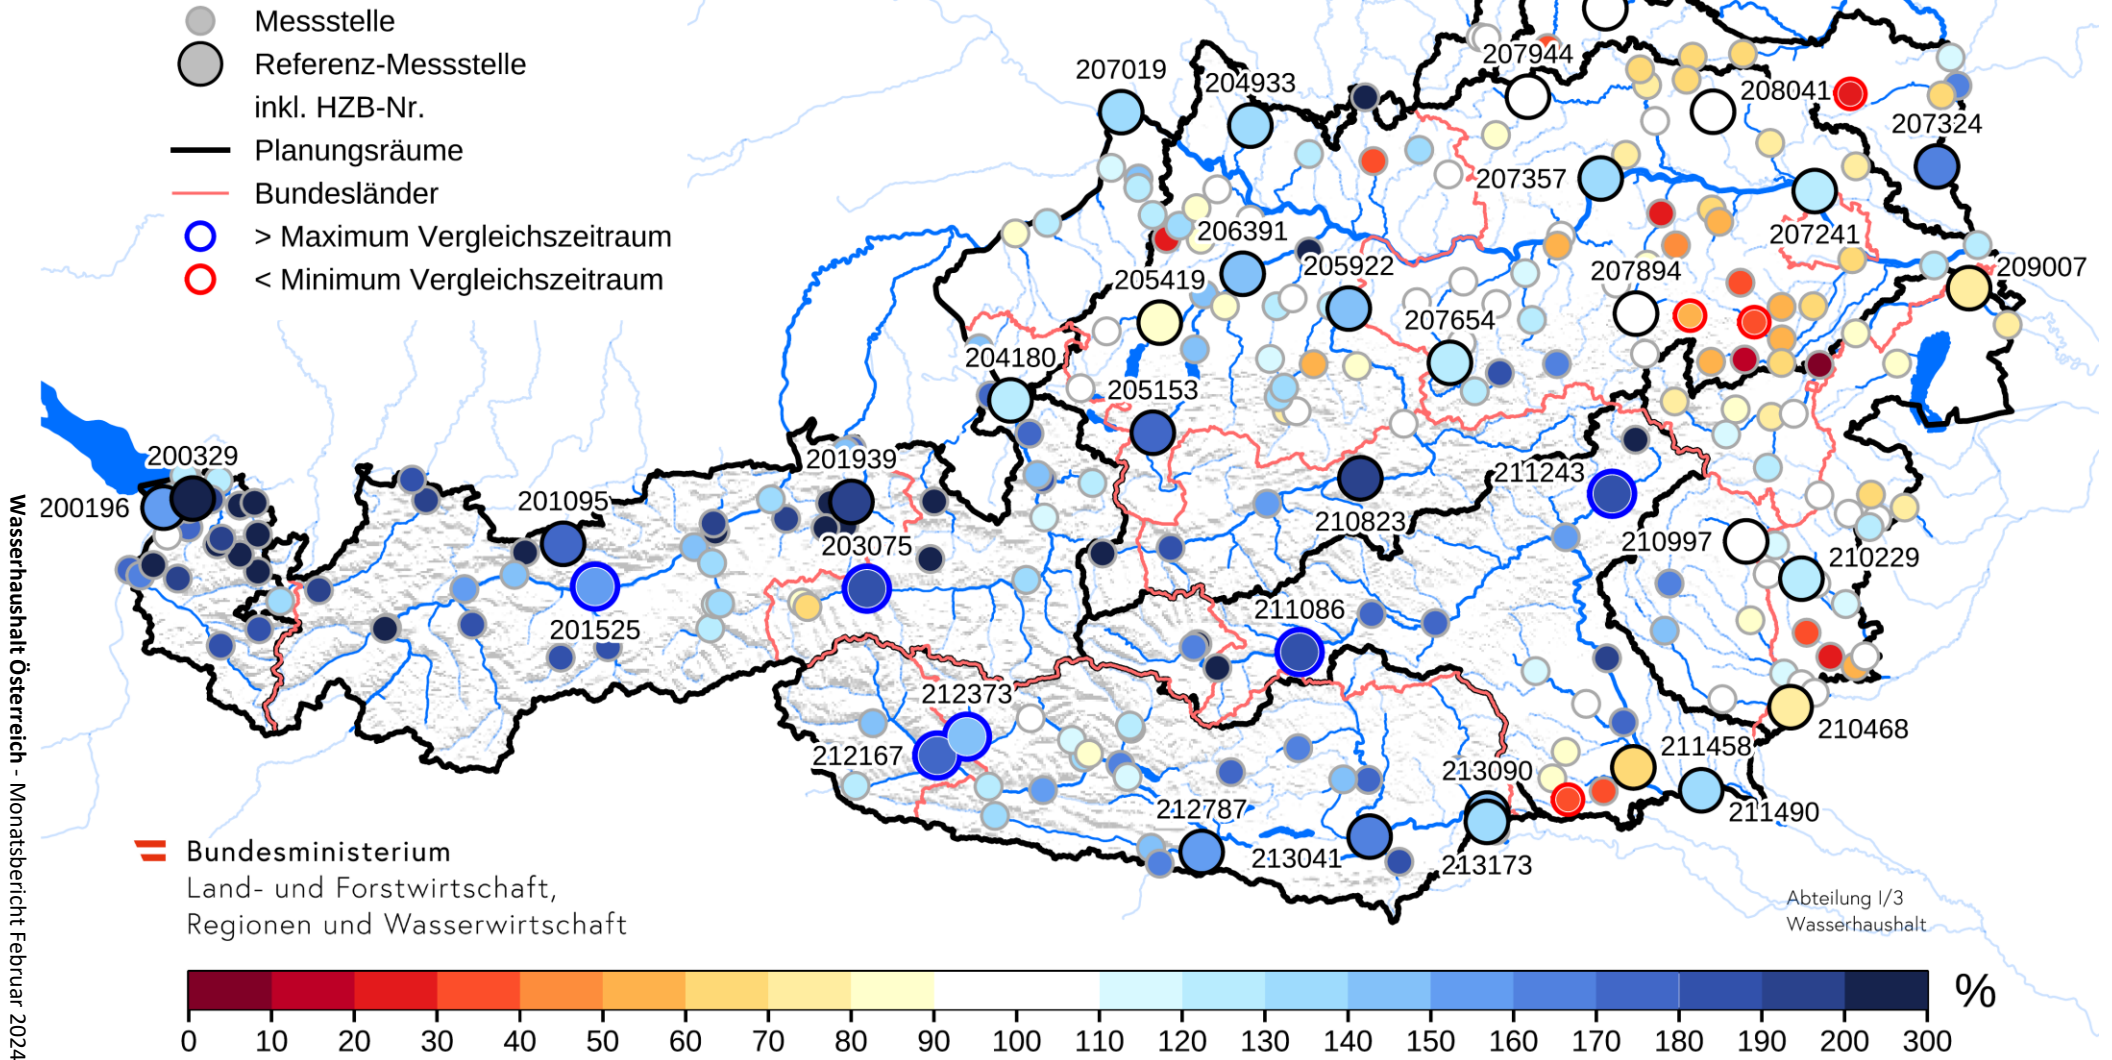 Messstelle
Referenz-Messstelle
inkl. HZB-Nr.
Planungsräume
Bundesländer
> Maximum Vergleichszeitraum
< Minimum Vergleichszeitraum
207944
207019
204933
208041
207324
207357
206391
207241
205922
205419
207894
209007
207654
204180
205153
200329
201939
211243
201095
200196
210823
203075
210997
210229
211086
201525
212373
212167
210468
211458
213090
212787
211490
213041
213173
Wasserhaushalt Österreich - Monatsbericht Februar 2024
Bundesministerium
Land- und Forstwirtschaft,
Regionen und Wasserwirtschaft
Abteilung I/3
Wasserhaushalt
%
0 10 20 30 40 50 60 70 80 90 100 110 120 130 140 150 160 170 180 190 200 300